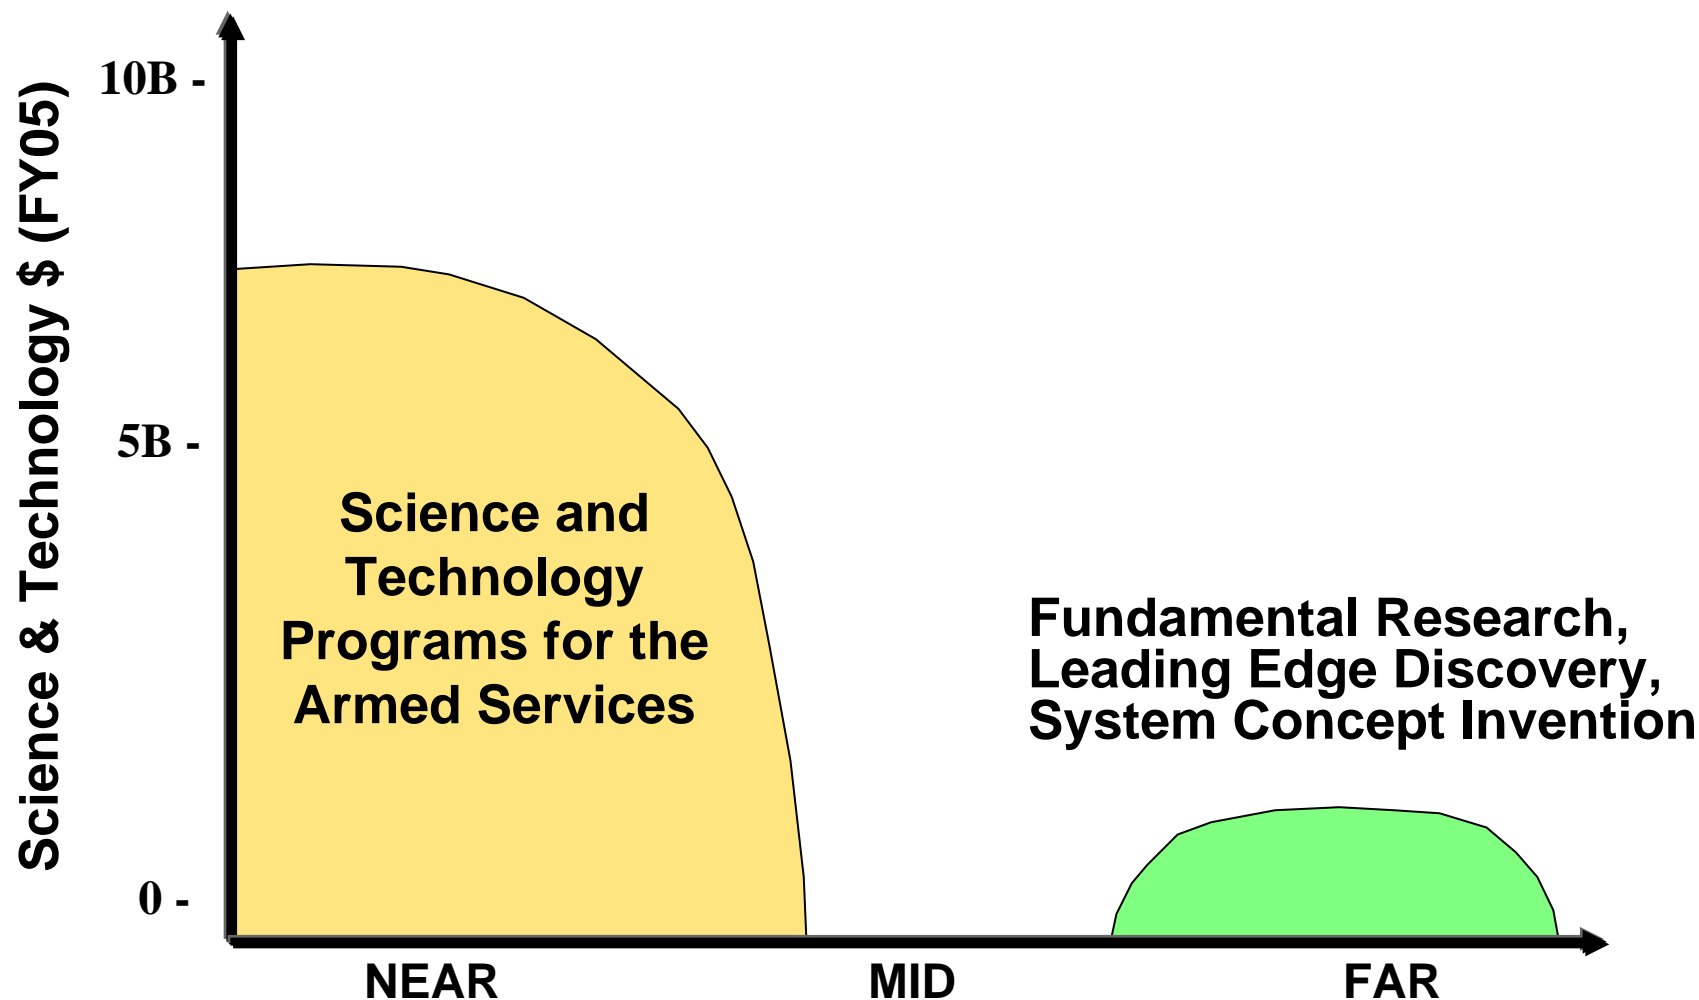 Science & Technology $ (FY05)
10B -
5B -
0 -
Science and
Technology
Programs for the
Armed Services
Fundamental Research,
Leading Edge Discovery,
System Concept Invention
NEAR
MID
FAR